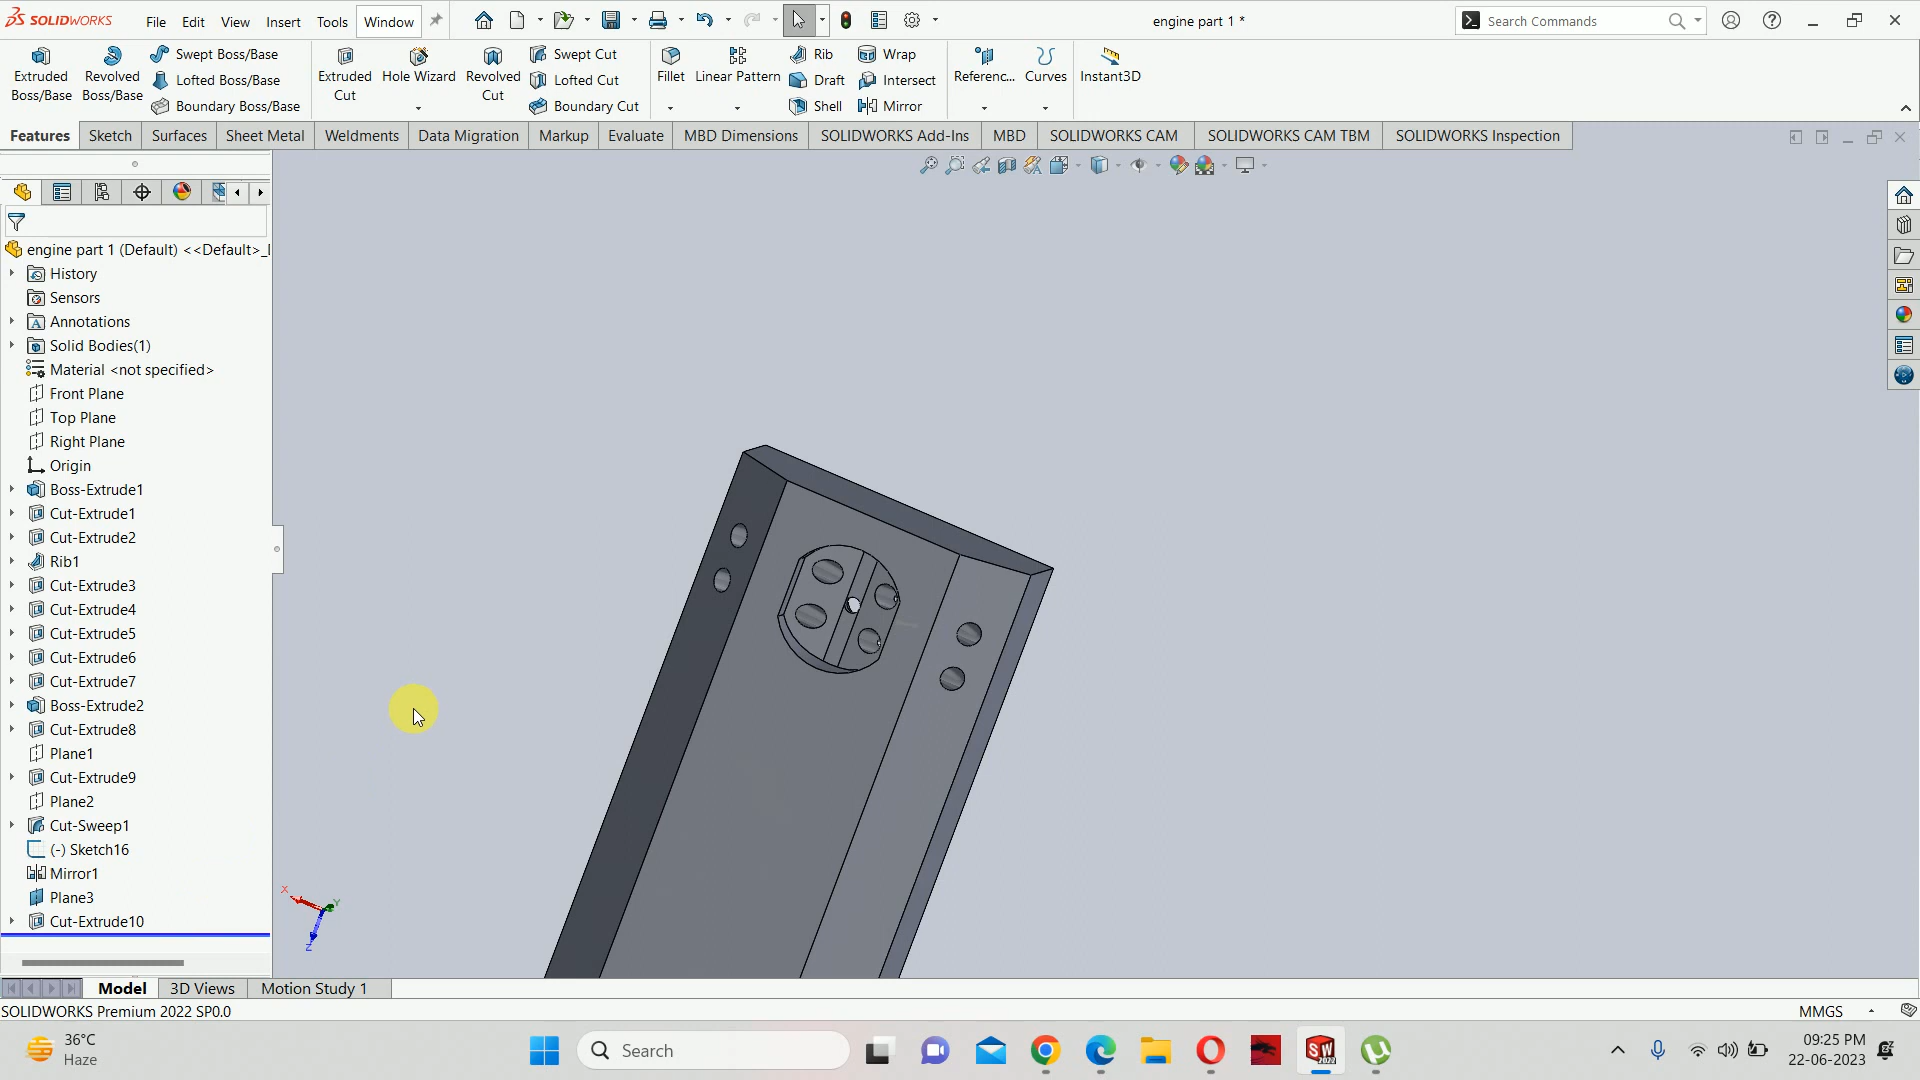 SOLIDWORKS File Edit View Insert Tools Window engine part 1 * Search Commands
Extruded Boss/Base
Revolved Boss/Base
Swept Boss/Base
Lofted Boss/Base
Boundary Boss/Base
Extruded Cut
Hole Wizard
Revolved Cut
Swept Cut
Lofted Cut
Boundary Cut
Fillet
Linear Pattern
Rib
Draft
Shell
Wrap
Intersect
Mirror
Referenc...
Curves
Instant3D
Features Sketch Surfaces Sheet Metal Weldments Data Migration Markup Evaluate MBD Dimensions SOLIDWORKS Add-Ins MBD SOLIDWORKS CAM SOLIDWORKS CAM TBM SOLIDWORKS Inspection
engine part 1 (Default) <<Default>_
History
Sensors
Annotations
Solid Bodies(1)
Material <not specified>
Front Plane
Top Plane
Right Plane
Origin
Boss-Extrude1
Cut-Extrude1
Cut-Extrude2
Rib1
Cut-Extrude3
Cut-Extrude4
Cut-Extrude5
Cut-Extrude6
Cut-Extrude7
Boss-Extrude2
Cut-Extrude8
Plane1
Cut-Extrude9
Plane2
Cut-Sweep1
(-) Sketch16
Mirror1
Plane3
Cut-Extrude10
X Y
Z
Model 3D Views Motion Study 1
SOLIDWORKS Premium 2022 SP0.0 MMGS
36°C
Haze
Search
SW
2022
09:25 PM
22-06-2023